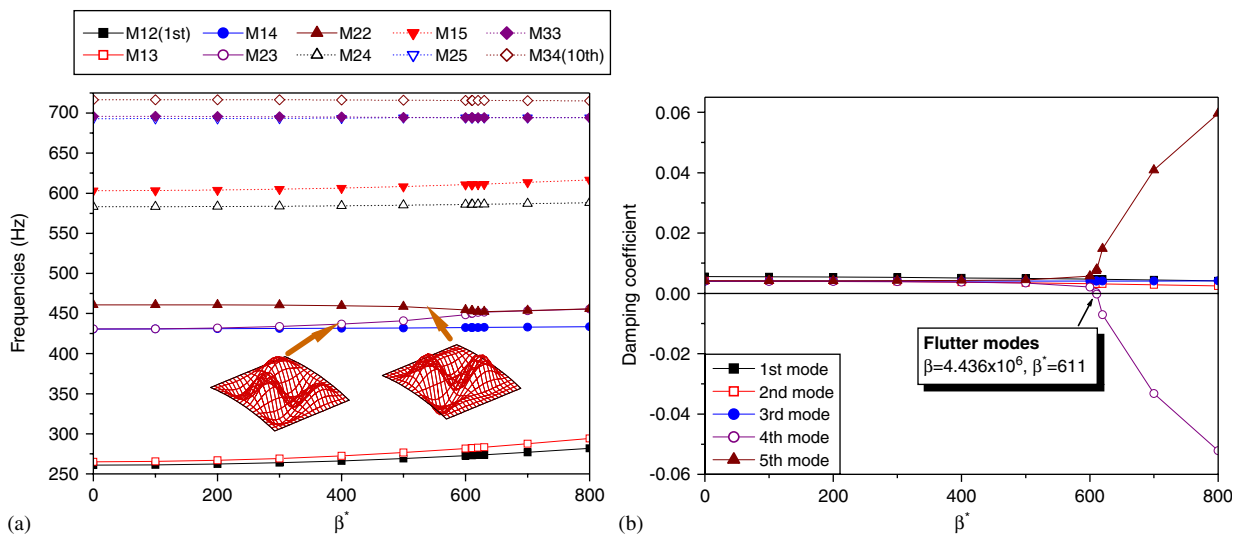 M12(1st) M14 M22 M15 M33
M13 M23 M24 M25 M34(10th)
Frequencies (Hz)
700
650
600
550
500
450
400
350
300
250
0 200 400 600 800
β*
(a)
Damping coefficient
0.06
0.04
0.02
0.00
-0.02
-0.04
-0.06
Flutter modes
β=4.436x10⁶, β*=611
1st mode
2nd mode
3rd mode
4th mode
5th mode
0 200 400 600 800
β*
(b)